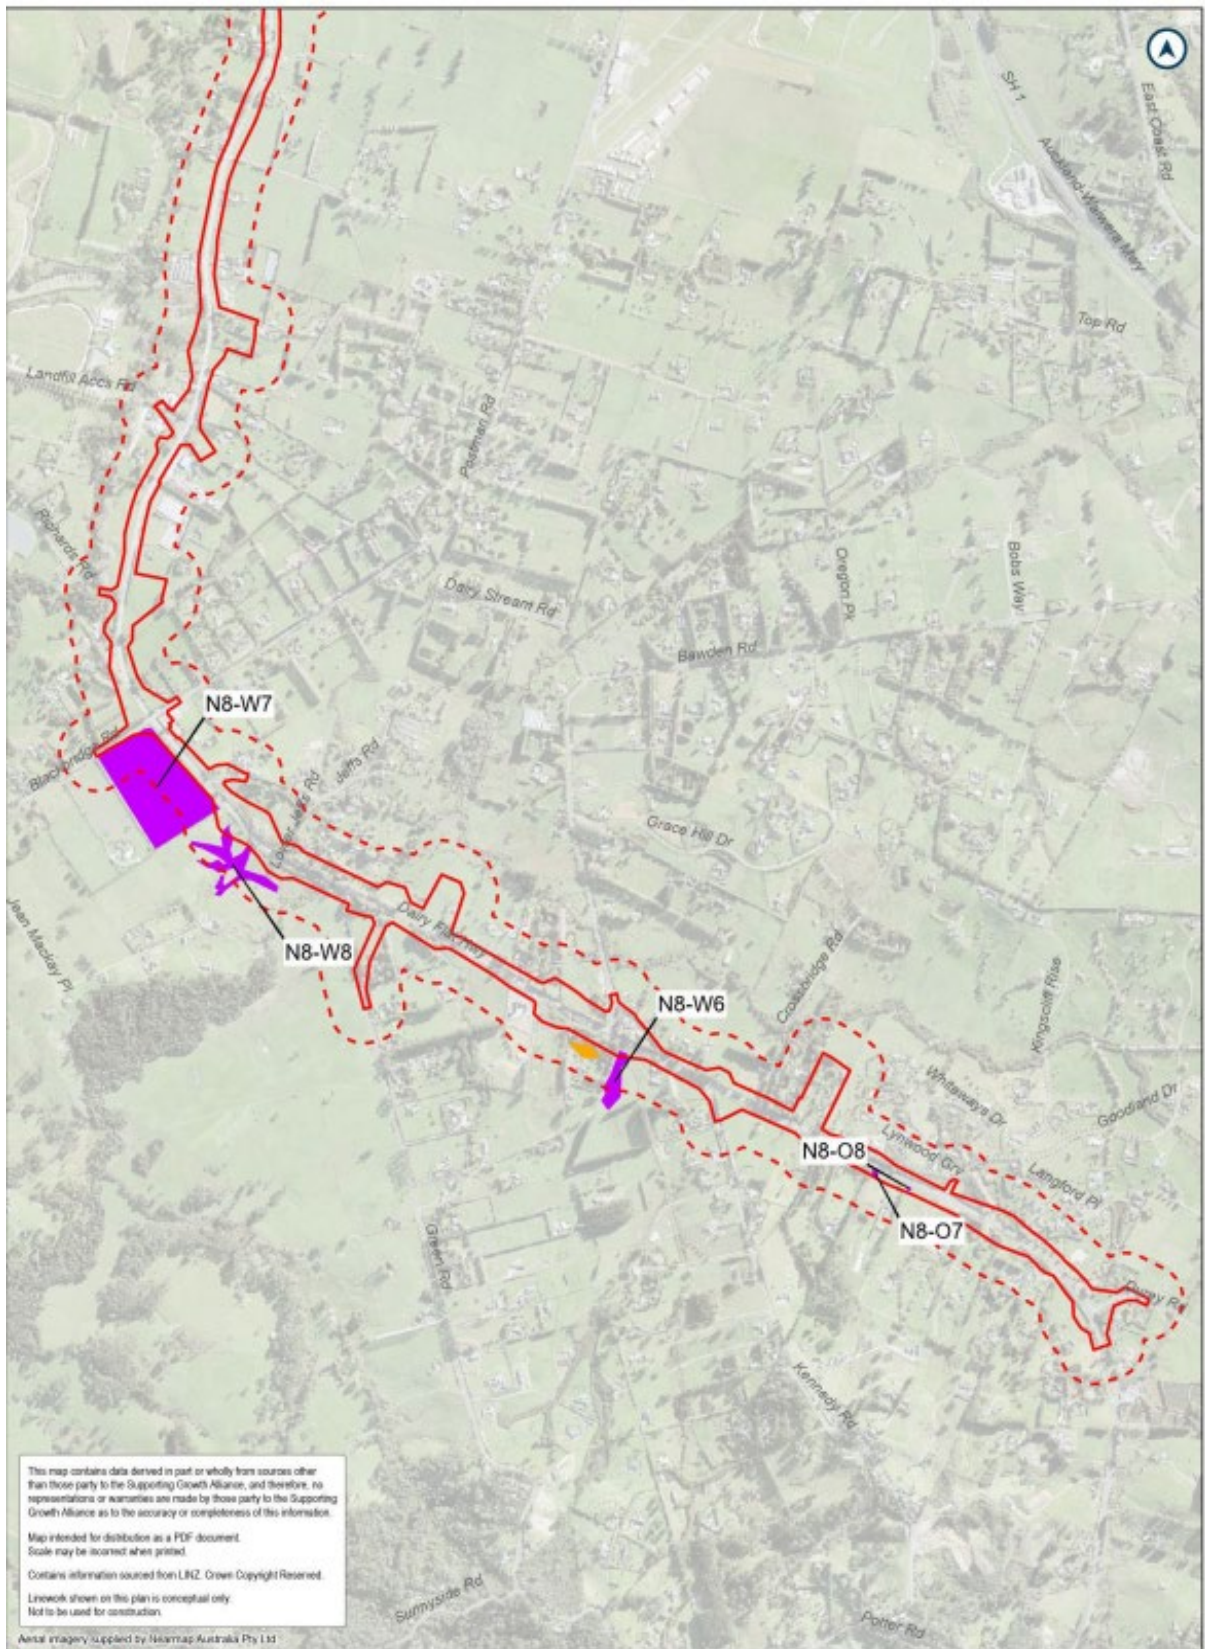 SH 1
East Coast Rd
Auckland-Waiwera Mwy
Top Rd
Landfill Accs Rd
Postman Rd
Richards Rd
Dairy Stream Rd
Oregon Pk
Bobs Way
Bawden Rd
N8-W7
Blackbridge Rd
Jeffs Rd
Lower Jeffs Rd
Grace Hill Dr
Jean Mackay Pl
N8-W8
Dairy Flat Hwy
Crossbridge Rd
Kingscliff Rise
N8-W6
Whiteways Dr
Goodland Dr
N8-O8
Lynwood Grv
Langford Pl
N8-O7
Green Rd
Durey Rd
Kennedy Rd
This map contains data derived in part or wholly from sources other
than those party to the Supporting Growth Alliance, and therefore, no
representations or warranties are made by those party to the Supporting
Growth Alliance as to the accuracy or completeness of this information.
Map intended for distribution as a PDF document.
Scale may be incorrect when printed.
Contains information sourced from LINZ. Crown Copyright Reserved.
Linework shown on this plan is conceptual only.
Not to be used for construction.
Sunnyside Rd
Potter Rd
Aerial imagery supplied by Nearmap Australia Pty Ltd